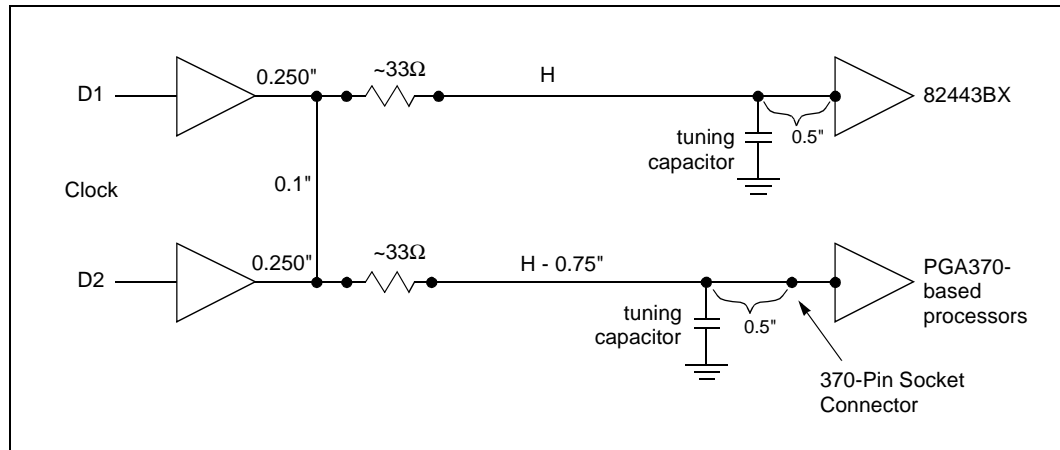 D1
0.250"
~33Ω
H
82443BX
0.5"
tuning
capacitor
Clock
0.1"
D2
0.250"
~33Ω
H - 0.75"
PGA370-
based
processors
0.5"
tuning
capacitor
370-Pin Socket
Connector